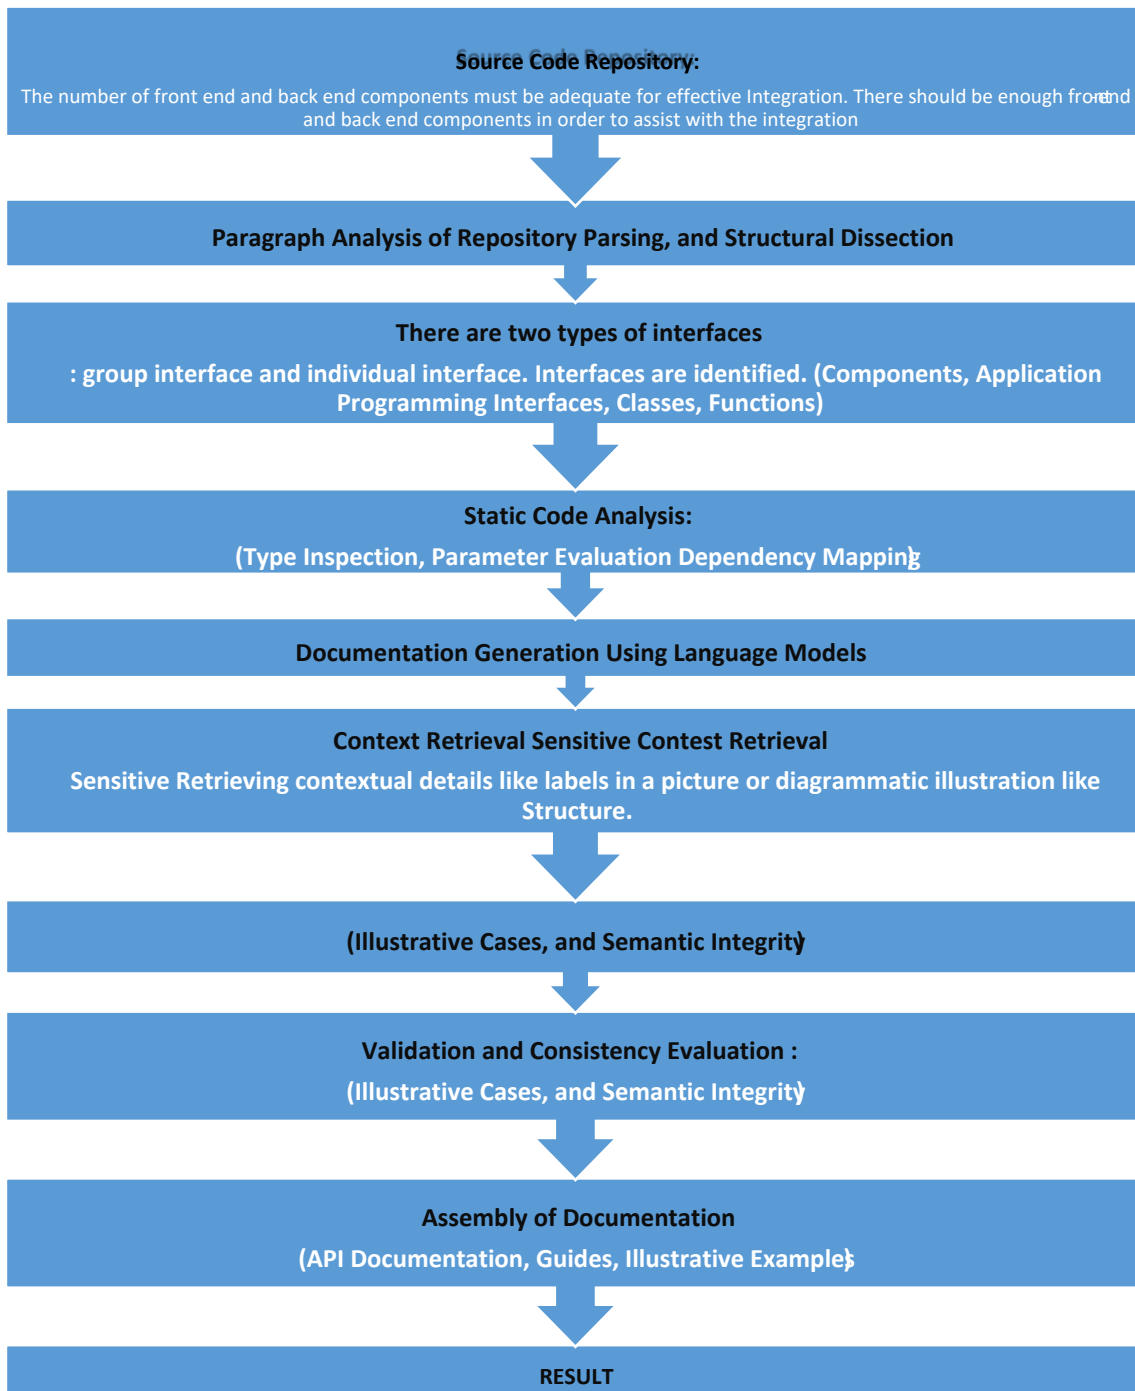 Source Code Repository:
The number of front end and back end components must be adequate for effective Integration. There should be enough front-end
and back end components in order to assist with the integration
Paragraph Analysis of Repository Parsing, and Structural Dissection
There are two types of interfaces
: group interface and individual interface. Interfaces are identified. (Components, Application
Programming Interfaces, Classes, Functions)
Static Code Analysis:
(Type Inspection, Parameter Evaluation Dependency Mapping)
Documentation Generation Using Language Models
Context Retrieval Sensitive Contest Retrieval
Sensitive Retrieving contextual details like labels in a picture or diagrammatic illustration like
Structure.
(Illustrative Cases, and Semantic Integrity)
Validation and Consistency Evaluation :
(Illustrative Cases, and Semantic Integrity)
Assembly of Documentation
(API Documentation, Guides, Illustrative Examples)
RESULT